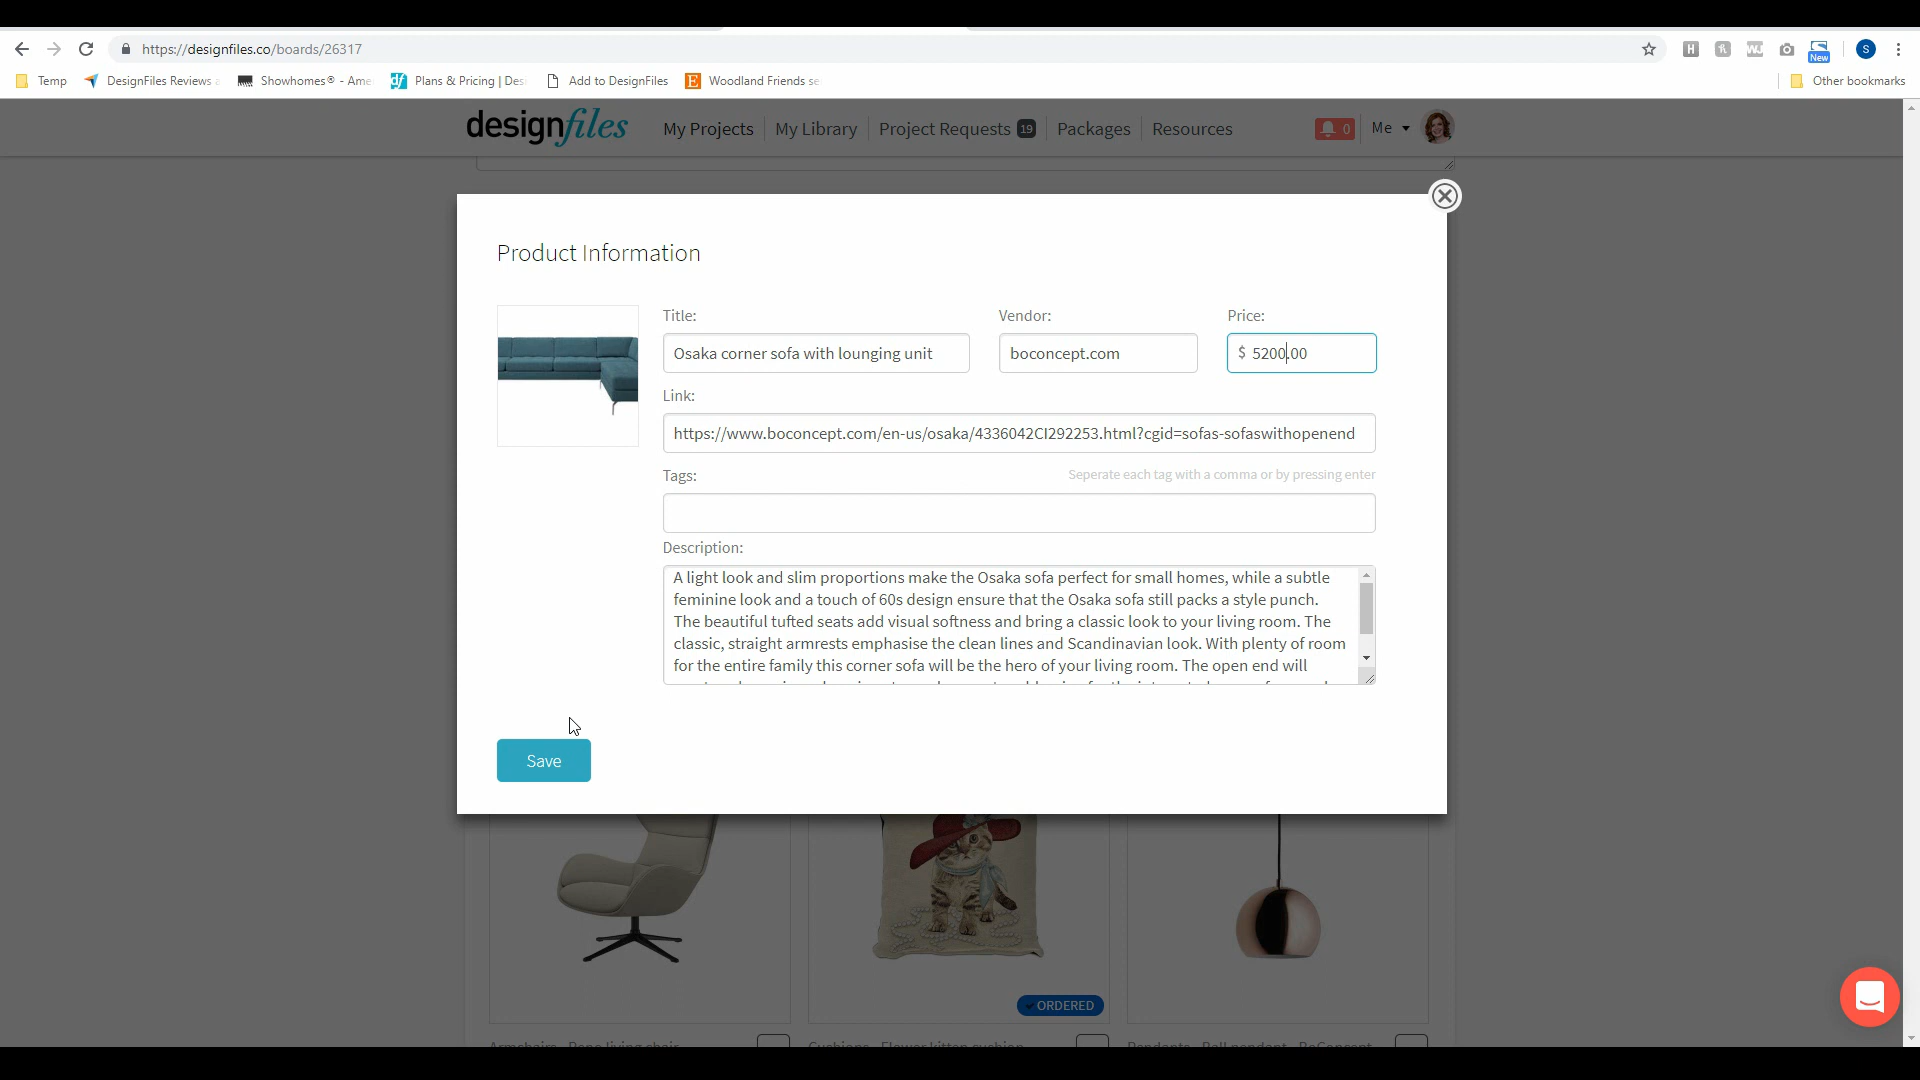 https://designfiles.co/boards/26317
New
S
Temp
DesignFiles Reviews
Showhomes® - Ame
Plans & Pricing | Des
Add to DesignFiles
Woodland Friends se
Other bookmarks
designfiles
My Projects
My Library
Project Requests 19
Packages
Resources
0
Me
Product Information
Title:
Vendor:
Price:
Osaka corner sofa with lounging unit
boconcept.com
$ 5200.00
Link:
https://www.boconcept.com/en-us/osaka/4336042CI292253.html?cgid=sofas-sofaswithopenend
Tags:
Seperate each tag with a comma or by pressing enter
Description:
A light look and slim proportions make the Osaka sofa perfect for small homes, while a subtle
feminine look and a touch of 60s design ensure that the Osaka sofa still packs a style punch.
The beautiful tufted seats add visual softness and bring a classic look to your living room. The
classic, straight armrests emphasise the clean lines and Scandinavian look. With plenty of room
for the entire family this corner sofa will be the hero of your living room. The open end will
Save
ORDERED